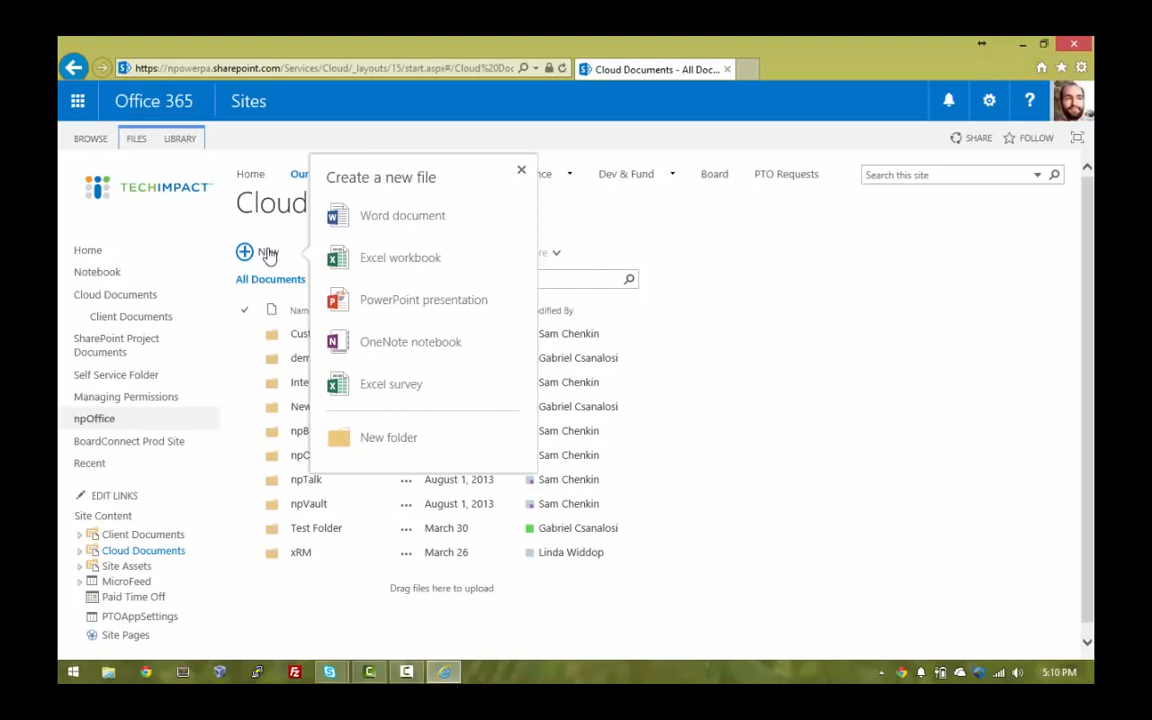 https://npowerpa.sharepoint.com/Services/Cloud/_layouts/15/start.aspx#/Cloud%20Doc
Cloud Documents - All Doc...
Office 365
Sites
BROWSE
FILES
LIBRARY
SHARE
FOLLOW
TECHIMPACT
Home
Our
Dev & Fund
Board
PTO Requests
Search this site
Cloud
New
All Documents
Create a new file
Word document
Excel workbook
PowerPoint presentation
OneNote notebook
Excel survey
New folder
Home
Notebook
Cloud Documents
Client Documents
SharePoint Project
Documents
Self Service Folder
Managing Permissions
npOffice
BoardConnect Prod Site
Recent
EDIT LINKS
Site Content
Client Documents
Cloud Documents
Site Assets
MicroFeed
Paid Time Off
PTOAppSettings
Site Pages
Sam Chenkin
Gabriel Csanalosi
Sam Chenkin
New
Gabriel Csanalosi
Sam Chenkin
Sam Chenkin
npTalk ... August 1, 2013 Sam Chenkin
npVault ... August 1, 2013 Sam Chenkin
Test Folder ... March 30 Gabriel Csanalosi
xRM ... March 26 Linda Widdop
Drag files here to upload
5:10 PM